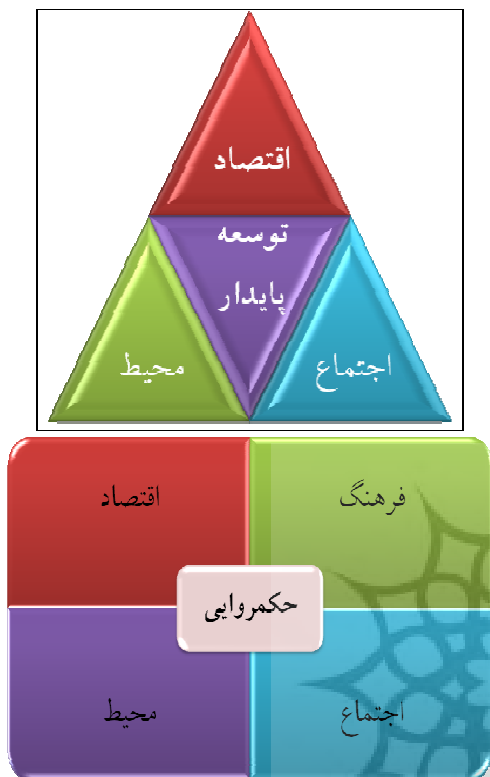 اقتصاد
توسعه
پایدار
اجتماع
محیط
فرهنگ
اقتصاد
حکمروایی
اجتماع
محیط